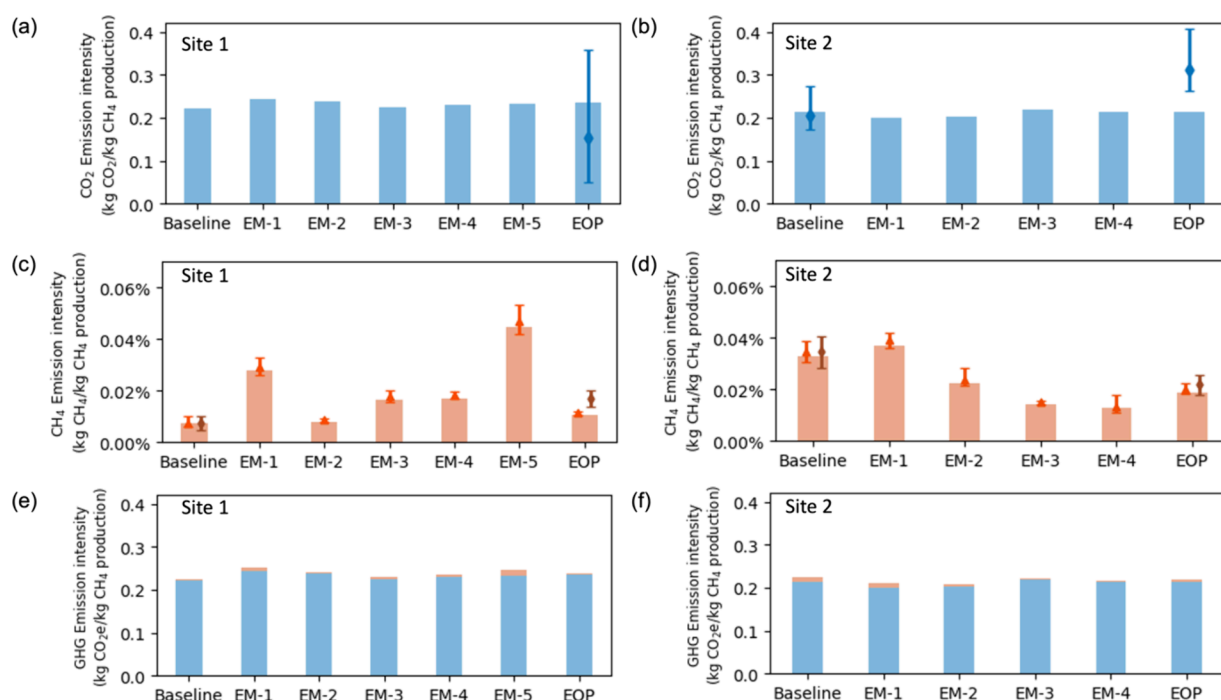 (a)
CO₂ Emission intensity
(kg CO₂/kg CH₄ production)
0.4
0.3
0.2
0.1
0.0
Site 1
Baseline EM-1 EM-2 EM-3 EM-4 EM-5 EOP
(b)
CO₂ Emission intensity
(kg CO₂/kg CH₄ production)
0.4
0.3
0.2
0.1
0.0
Site 2
Baseline EM-1 EM-2 EM-3 EM-4 EOP
(c)
CH₄ Emission intensity
(kg CH₄/kg CH₄ production)
0.06%
0.04%
0.02%
0.00%
Site 1
Baseline EM-1 EM-2 EM-3 EM-4 EM-5 EOP
(d)
CH₄ Emission intensity
(kg CH₄/kg CH₄ production)
0.06%
0.04%
0.02%
0.00%
Site 2
Baseline EM-1 EM-2 EM-3 EM-4 EOP
(e)
GHG Emission intensity
(kg CO₂e/kg CH₄ production)
0.4
0.3
0.2
0.1
0.0
Site 1
Baseline EM-1 EM-2 EM-3 EM-4 EM-5 EOP
(f)
GHG Emission intensity
(kg CO₂e/kg CH₄ production)
0.4
0.3
0.2
0.1
0.0
Site 2
Baseline EM-1 EM-2 EM-3 EM-4 EOP